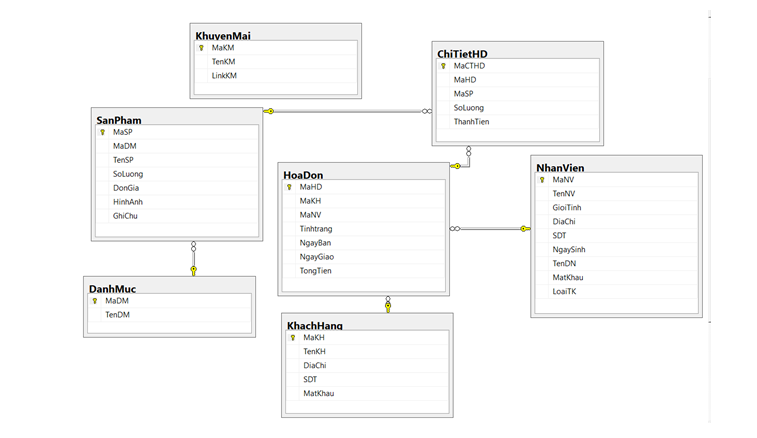 KhuyenMai
MaKM
TenKM
LinkKM
ChiTietHD
MaCTHD
MaHD
MaSP
SoLuong
ThanhTien
SanPham
MaSP
MaDM
TenSP
SoLuong
DonGia
HinhAnh
GhiChu
HoaDon
MaHD
MaKH
MaNV
Tinhtrang
NgayBan
NgayGiao
TongTien
NhanVien
MaNV
TenNV
GioiTinh
DiaChi
SDT
NgaySinh
TenDN
MatKhau
LoaiTK
DanhMuc
MaDM
TenDM
KhachHang
MaKH
TenKH
DiaChi
SDT
MatKhau